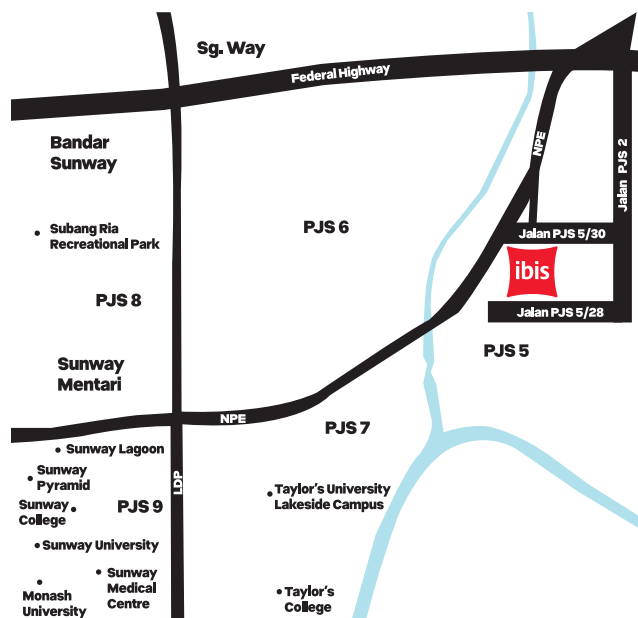 Sg. Way
Federal Highway
Bandar
Sunway
NPE
Jalan PJS 2
Subang Ria
Recreational Park
PJS 6
Jalan PJS 5/30
ibis
PJS 8
Jalan PJS 5/28
PJS 5
Sunway
Mentari
NPE
PJS 7
Sunway Lagoon
Sunway
Pyramid
LDP
Taylor's University
Lakeside Campus
Sunway
College
PJS 9
Sunway University
Sunway
Medical
Centre
Monash
University
Taylor's
College